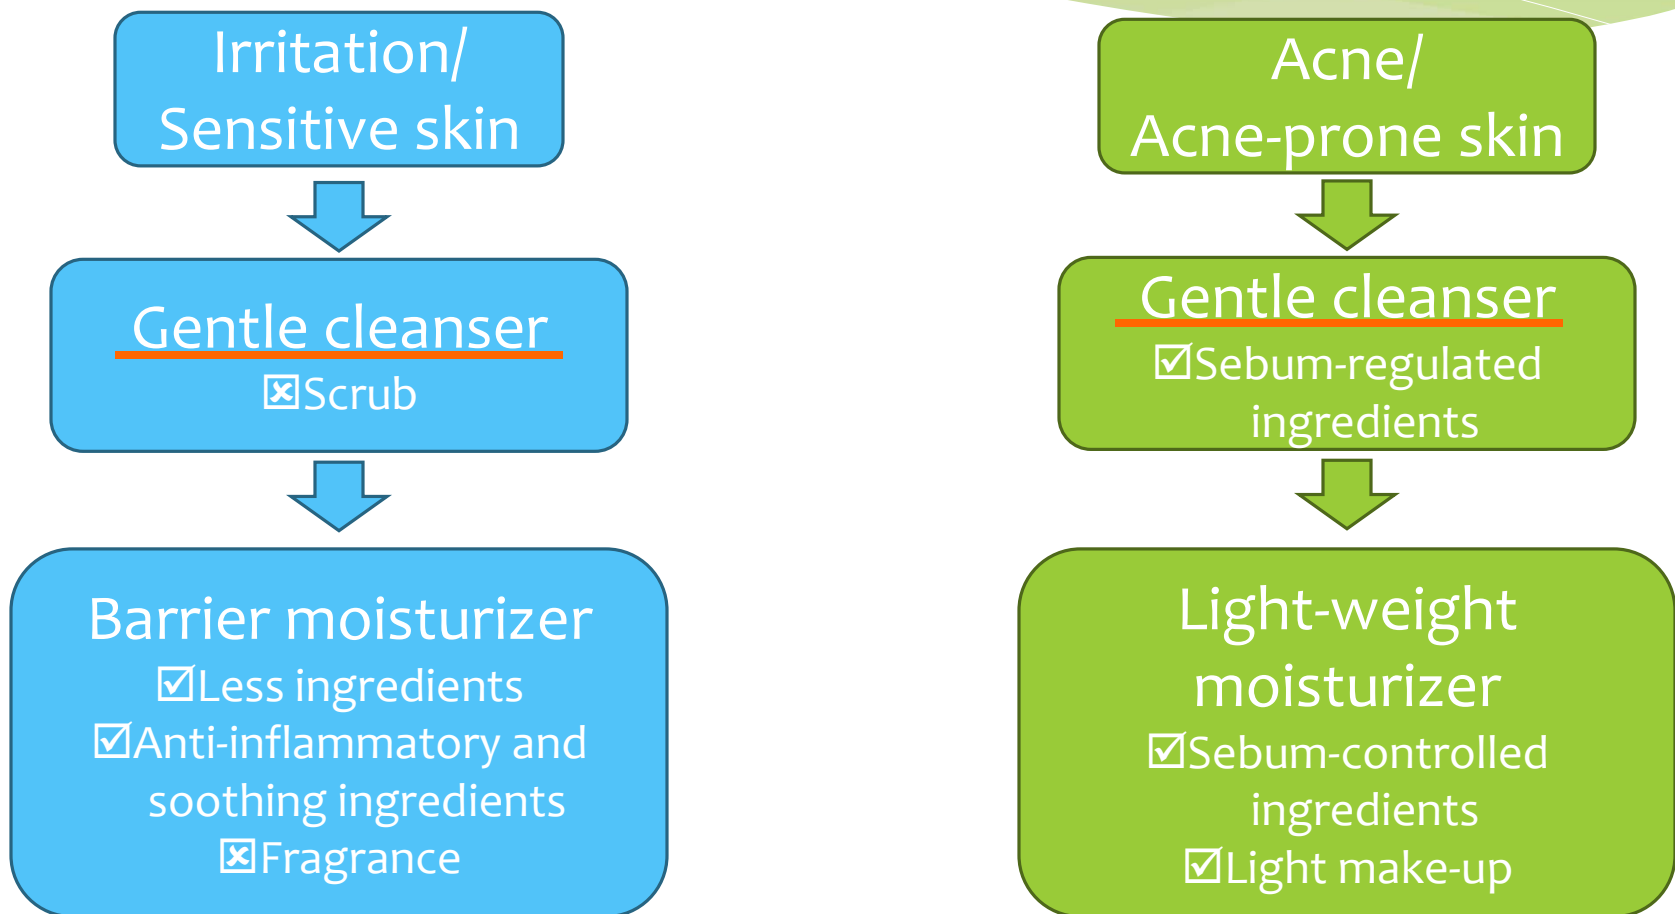 Irritation/
Sensitive skin
Gentle cleanser
☒Scrub
Barrier moisturizer
☑Less ingredients
☑Anti-inflammatory and
soothing ingredients
☒Fragrance
Acne/
Acne-prone skin
Gentle cleanser
☑Sebum-regulated
ingredients
Light-weight
moisturizer
☑Sebum-controlled
ingredients
☑Light make-up